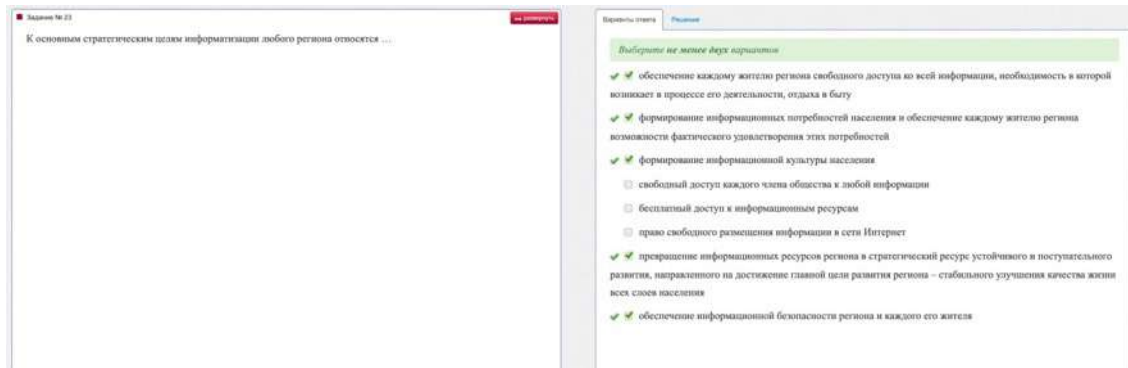 Задание № 23
развернуть
К основным стратегическим целям информатизации любого региона относятся …
Варианты ответа
Решение
Выберите не менее двух вариантов
обеспечение каждому жителю региона свободного доступа ко всей информации, необходимость в которой
возникает в процессе его деятельности, отдыха в быту
формирование информационных потребностей населения и обеспечение каждому жителю региона
возможности фактического удовлетворения этих потребностей
формирование информационной культуры населения
свободный доступ каждого члена общества к любой информации
бесплатный доступ к информационным ресурсам
право свободного размещения информации в сети Интернет
превращение информационных ресурсов региона в стратегический ресурс устойчивого и поступательного
развития, направленного на достижение главной цели развития региона – стабильного улучшения качества жизни
всех слоев населения
обеспечение информационной безопасности региона и каждого его жителя